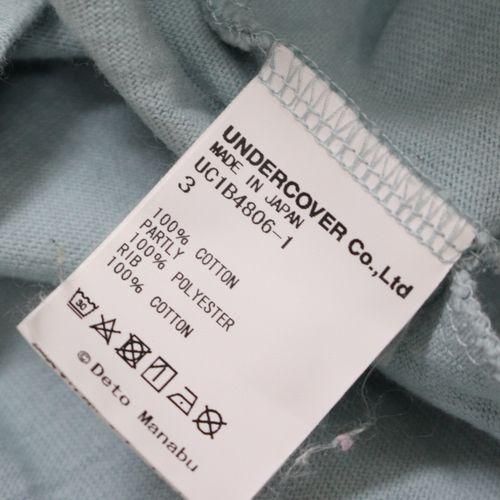 UNDERCOVER Co.,Ltd
MADE IN JAPAN
UC1B4806-1
3
100% COTTON
PARTLY
100% POLYESTER
RIB
100% COTTON
30
© Deto Manabu